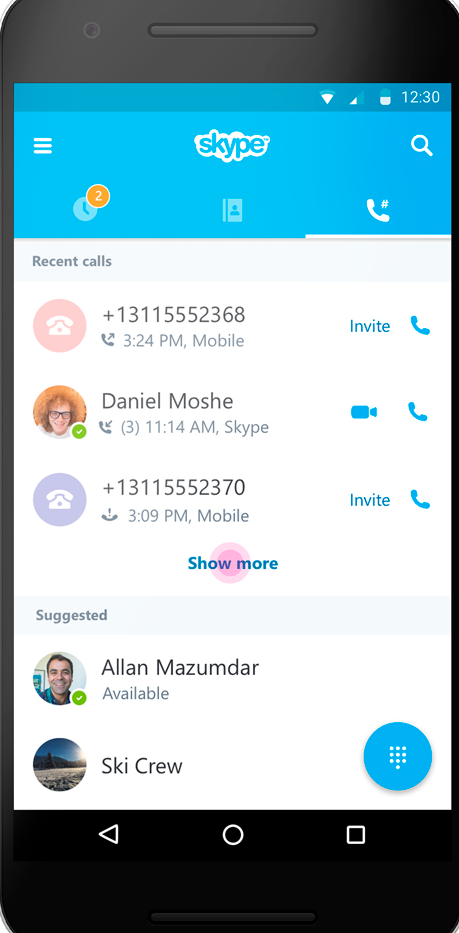 12:30
skype
2
#
Recent calls
+13115552368
Invite
3:24 PM, Mobile
Daniel Moshe
(3) 11:14 AM, Skype
+13115552370
Invite
3:09 PM, Mobile
Show more
Suggested
Allan Mazumdar
Available
Ski Crew